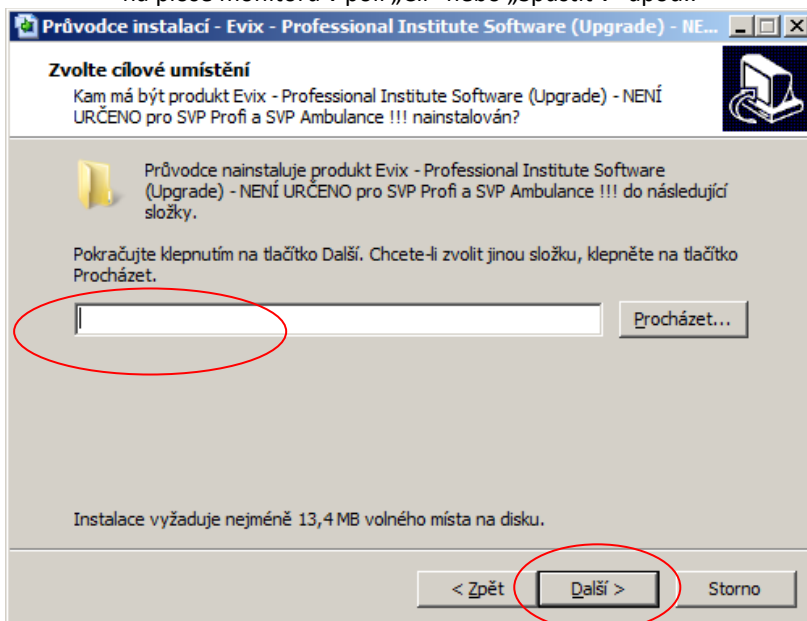 Průvodce instalací - Evix - Professional Institute Software (Upgrade) - NE...
Zvolte cílové umístění
Kam má být produkt Evix - Professional Institute Software (Upgrade) - NENÍ
URČENO pro SVP Profi a SVP Ambulance !!! nainstalován?
Průvodce nainstaluje produkt Evix - Professional Institute Software
(Upgrade) - NENÍ URČENO pro SVP Profi a SVP Ambulance !!! do následující
složky.
Pokračujte klepnutím na tlačítko Další. Chcete-li zvolit jinou složku, klepněte na tlačítko
Procházet.
Procházet...
Instalace vyžaduje nejméně 13,4 MB volného místa na disku.
< Zpět
Další >
Storno